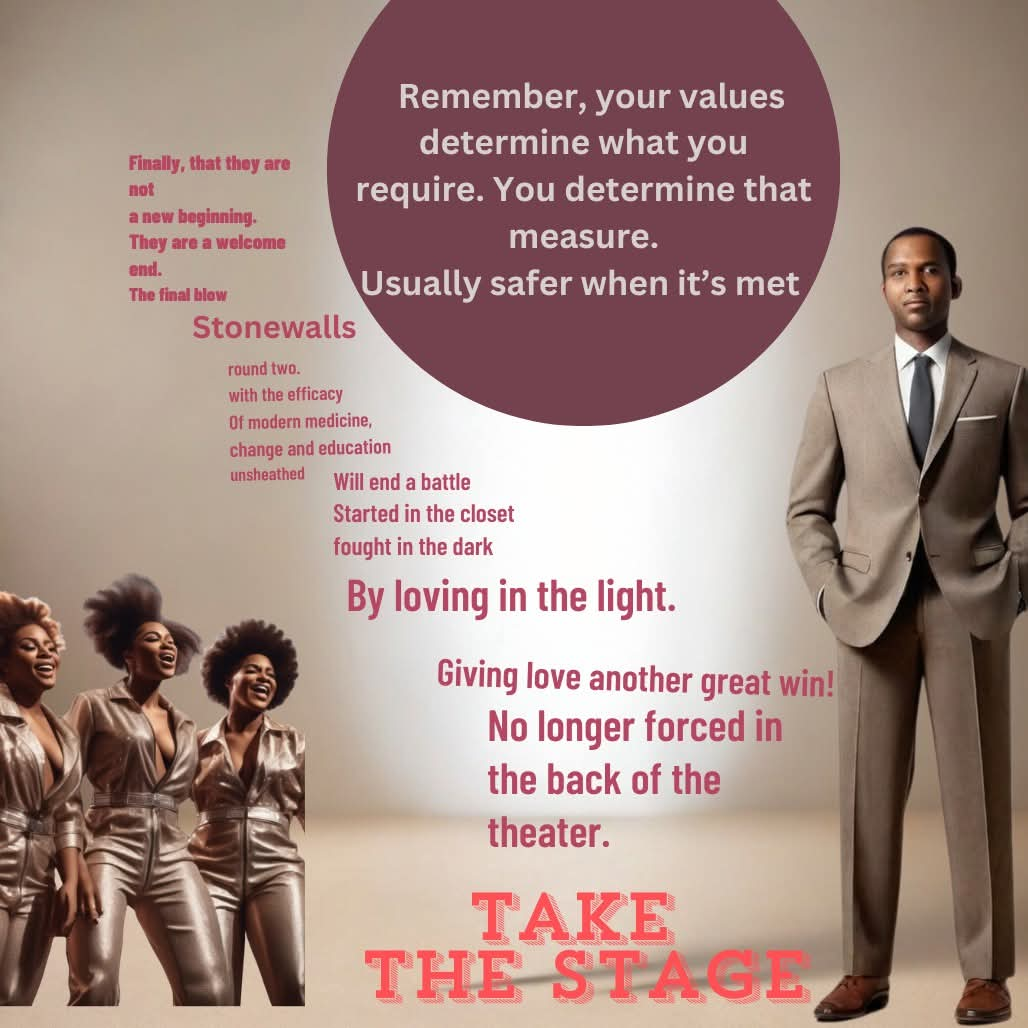 Remember, your values
determine what you
require. You determine that
measure.
Usually safer when it's met
Finally, that they are
not
a new beginning.
They are a welcome
end.
The final blow
Stonewalls
round two.
with the efficacy
Of modern medicine,
change and education
unsheathed
Will end a battle
Started in the closet
fought in the dark
By loving in the light.
Giving love another great win!
No longer forced in
the back of the
theater.
TAKE
THE STAGE